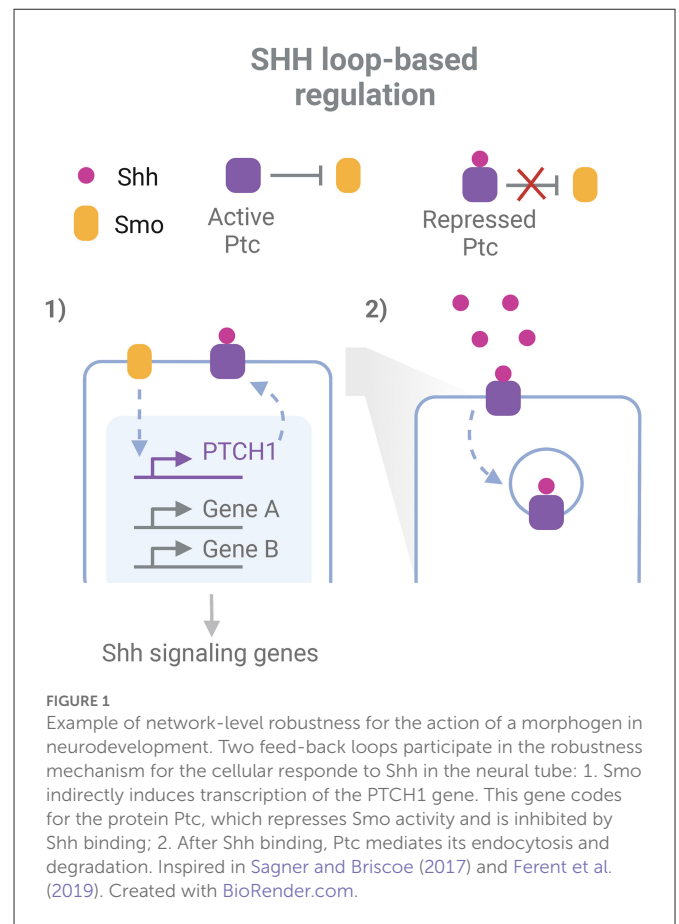 SHH loop-based
regulation
Shh
Smo
Active
Ptc
Repressed
Ptc
1)
PTCH1
Gene A
Gene B
Shh signaling genes
2)
FIGURE 1
Example of network-level robustness for the action of a morphogen in
neurodevelopment. Two feed-back loops participate in the robustness
mechanism for the cellular responde to Shh in the neural tube: 1. Smo
indirectly induces transcription of the PTCH1 gene. This gene codes
for the protein Ptc, which represses Smo activity and is inhibited by
Shh binding; 2. After Shh binding, Ptc mediates its endocytosis and
degradation. Inspired in Sagner and Briscoe (2017) and Ferent et al.
(2019). Created with BioRender.com.